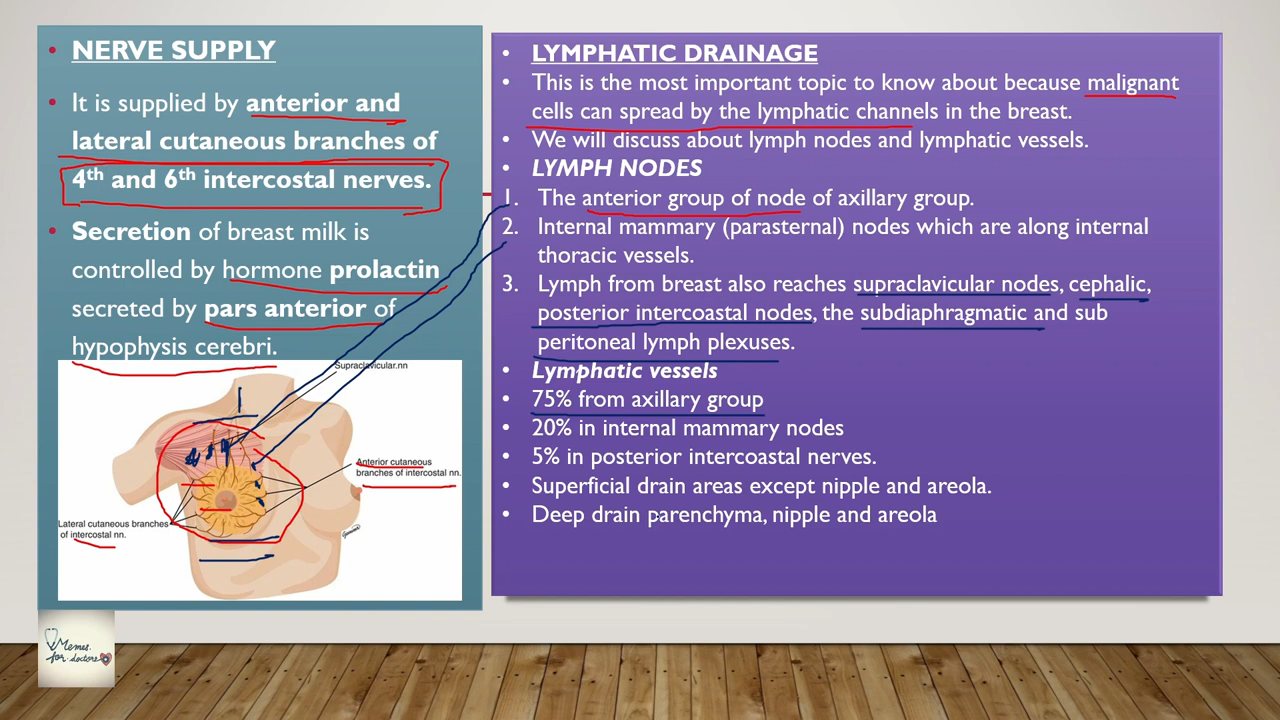 NERVE SUPPLY
It is supplied by anterior and
lateral cutaneous branches of
4th and 6th intercostal nerves.
Secretion of breast milk is
controlled by hormone prolactin
secreted by pars anterior of
hypophysis cerebri.
Supraclavicular.nn
Anterior cutaneous
branches of intercostal nn.
Lateral cutaneous branches
of intercostal nn.
Memes.
for doctors
LYMPHATIC DRAINAGE
This is the most important topic to know about because malignant
cells can spread by the lymphatic channels in the breast.
We will discuss about lymph nodes and lymphatic vessels.
LYMPH NODES
1. The anterior group of node of axillary group.
2. Internal mammary (parasternal) nodes which are along internal
thoracic vessels.
3. Lymph from breast also reaches supraclavicular nodes, cephalic,
posterior intercoastal nodes, the subdiaphragmatic and sub
peritoneal lymph plexuses.
Lymphatic vessels
75% from axillary group
20% in internal mammary nodes
5% in posterior intercoastal nerves.
Superficial drain areas except nipple and areola.
Deep drain parenchyma, nipple and areola